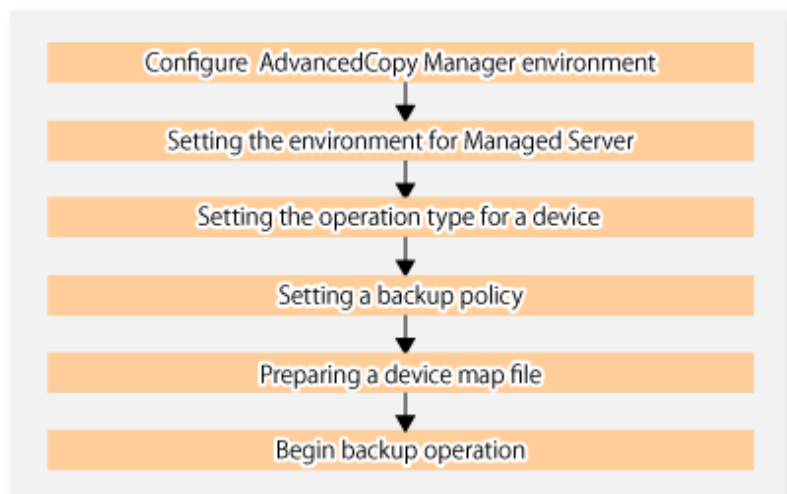 Configure AdvancedCopy Manager environment
Setting the environment for Managed Server
Setting the operation type for a device
Setting a backup policy
Preparing a device map file
Begin backup operation